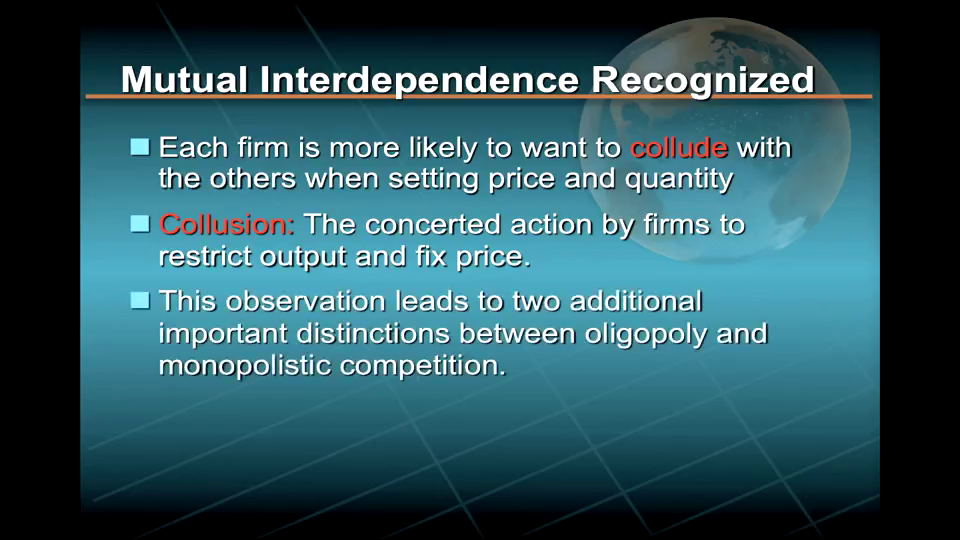 Mutual Interdependence Recognized
Each firm is more likely to want to collude with
the others when setting price and quantity
Collusion: The concerted action by firms to
restrict output and fix price.
This observation leads to two additional
important distinctions between oligopoly and
monopolistic competition.